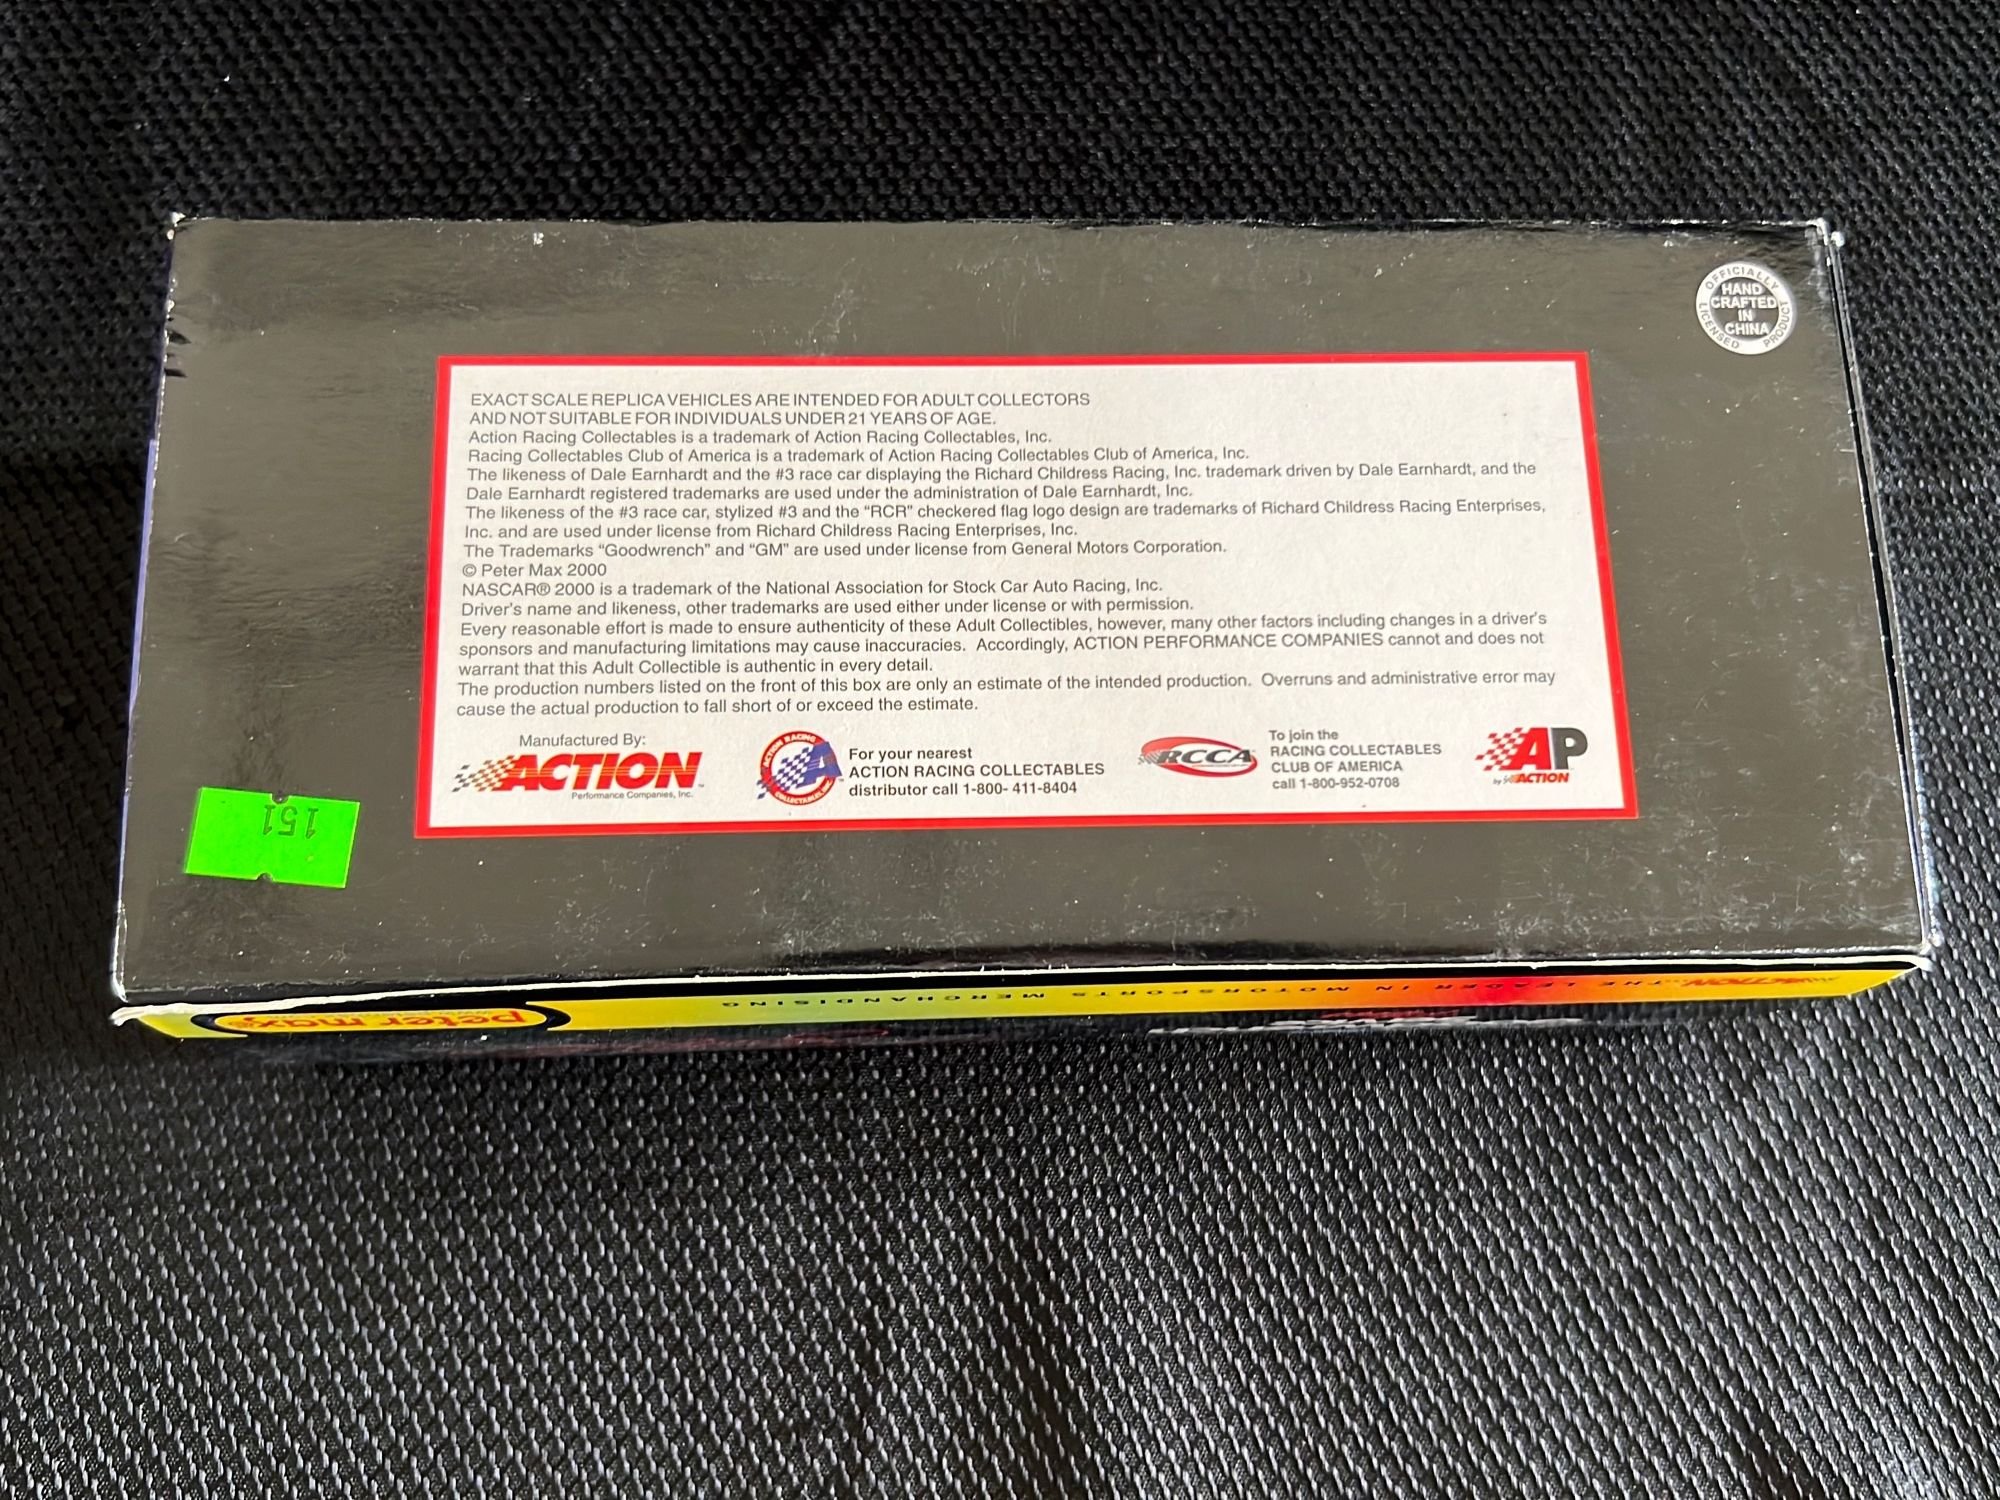 OFFICIALLY LICENSED PRODUCT
HAND
CRAFTED
IN
CHINA
EXACT SCALE REPLICA VEHICLES ARE INTENDED FOR ADULT COLLECTORS
AND NOT SUITABLE FOR INDIVIDUALS UNDER 21 YEARS OF AGE.
Action Racing Collectables is a trademark of Action Racing Collectables, Inc.
Racing Collectables Club of America is a trademark of Action Racing Collectables Club of America, Inc.
The likeness of Dale Earnhardt and the #3 race car displaying the Richard Childress Racing, Inc. trademark driven by Dale Earnhardt, and the
Dale Earnhardt registered trademarks are used under the administration of Dale Earnhardt, Inc.
The likeness of the #3 race car, stylized #3 and the “RCR” checkered flag logo design are trademarks of Richard Childress Racing Enterprises,
Inc. and are used under license from Richard Childress Racing Enterprises, Inc.
The Trademarks “Goodwrench” and “GM” are used under license from General Motors Corporation.
© Peter Max 2000
NASCAR® 2000 is a trademark of the National Association for Stock Car Auto Racing, Inc.
Driver's name and likeness, other trademarks are used either under license or with permission.
Every reasonable effort is made to ensure authenticity of these Adult Collectibles, however, many other factors including changes in a driver's
sponsors and manufacturing limitations may cause inaccuracies. Accordingly, ACTION PERFORMANCE COMPANIES cannot and does not
warrant that this Adult Collectible is authentic in every detail.
The production numbers listed on the front of this box are only an estimate of the intended production. Overruns and administrative error may
cause the actual production to fall short of or exceed the estimate.
Manufactured By:
ACTION™
Performance Companies, Inc.
ACTION RACING
COLLECTABLES, INC.
For your nearest
ACTION RACING COLLECTABLES
distributor call 1-800- 411-8404
RCCA
To join the
RACING COLLECTABLES
CLUB OF AMERICA
call 1-800-952-0708
AP
by ACTION
151
ACTION...THE LEADER IN MOTORSPORTS MERCHANDISING
peter max